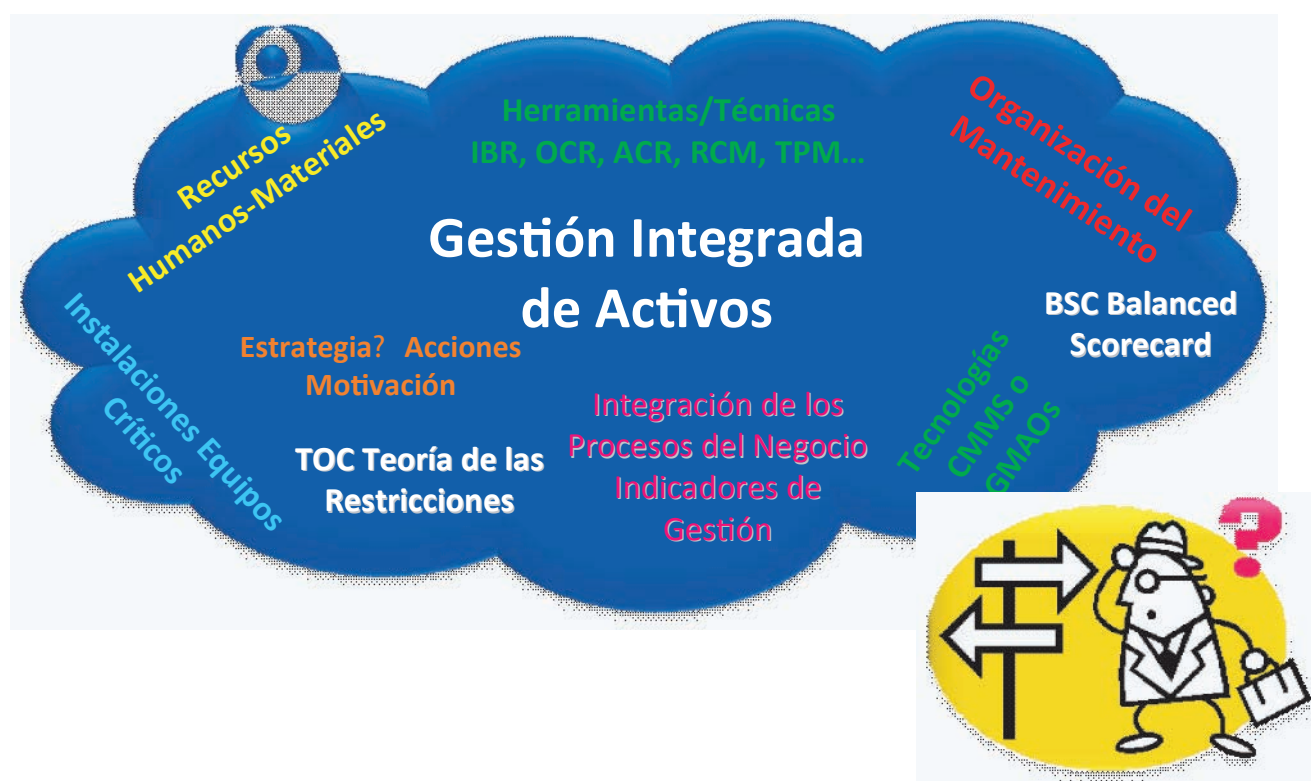 Herramientas/Técnicas
IBR, OCR, ACR, RCM, TPM...
Organización del
Mantenimiento
Recursos
Humanos-Materiales
Gestión Integrada
de Activos
BSC Balanced
Scorecard
Instalaciones Equipos
Críticos
Estrategia? Acciones
Motivación
Tecnologías
CMMS o
GMAOs
Integración de los
Procesos del Negocio
Indicadores de
Gestión
TOC Teoría de las
Restricciones
?